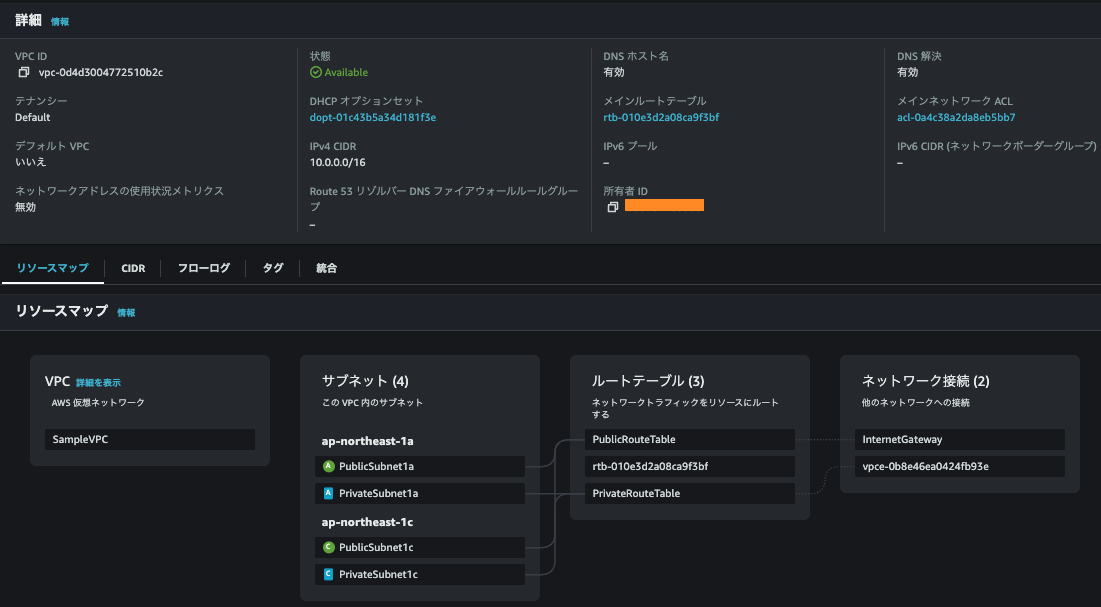 詳細 情報
VPC ID
vpc-0d4d3004772510b2c
状態
Available
DNS ホスト名
有効
DNS 解決
有効
テナンシー
Default
DHCP オプションセット
dopt-01c43b5a34d181f3e
メインルートテーブル
rtb-010e3d2a08ca9f3bf
メインネットワーク ACL
acl-0a4c38a2da8eb5bb7
デフォルト VPC
いいえ
IPv4 CIDR
10.0.0.0/16
IPv6 プール
–
IPv6 CIDR (ネットワークボーダーグループ)
–
ネットワークアドレスの使用状況メトリクス
無効
Route 53 リゾルバー DNS ファイアウォールルールグルー
プ
–
所有者 ID
リソースマップ CIDR フローログ タグ 統合
リソースマップ 情報
VPC 詳細を表示
AWS 仮想ネットワーク
SampleVPC
サブネット (4)
この VPC 内のサブネット
ap-northeast-1a
A PublicSubnet1a
A PrivateSubnet1a
ap-northeast-1c
C PublicSubnet1c
C PrivateSubnet1c
ルートテーブル (3)
ネットワークトラフィックをリソースにルート
する
PublicRouteTable
rtb-010e3d2a08ca9f3bf
PrivateRouteTable
ネットワーク接続 (2)
他のネットワークへの接続
InternetGateway
vpce-0b8e46ea0424fb93e